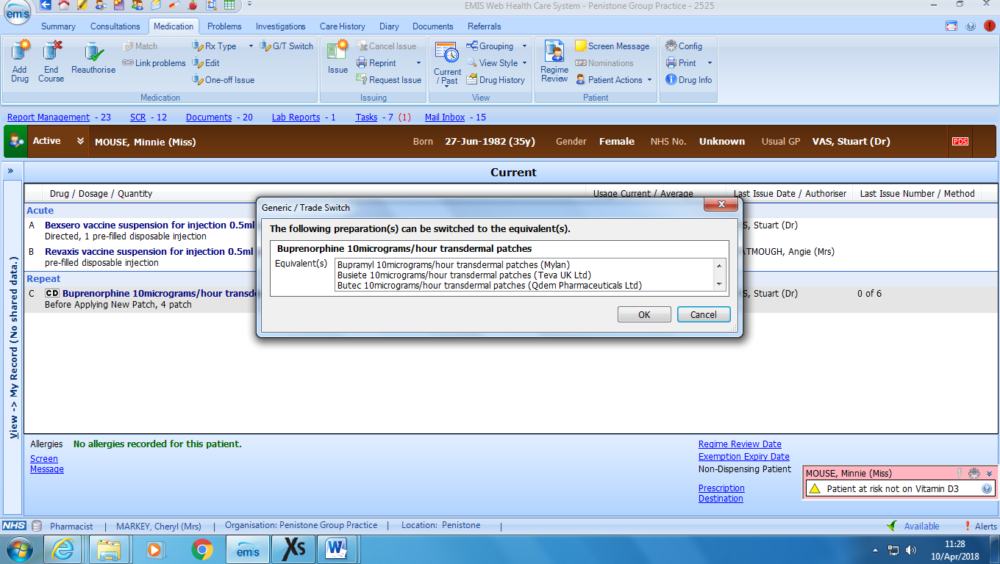 emis
EMIS Web Health Care System - Penistone Group Practice - 2525
Summary Consultations Medication Problems Investigations Care History Diary Documents Referrals
Add Drug
End Course
Reauthorise
Match
Link problems
Rx Type
Edit
One-off Issue
G/T Switch
Medication
Issue
Cancel Issue
Reprint
Request Issue
Issuing
Current / Past
Grouping
View Style
Drug History
View
Regime Review
Screen Message
EPS Nominations
Patient Actions
Patient
Config
Print
Drug Info
Report Management - 23 SCR - 12 Documents - 20 Lab Reports - 1 Tasks - 7 (1) Mail Inbox - 15
Active MOUSE, Minnie (Miss) Born 27-Jun-1982 (35y) Gender Female NHS No. Unknown Usual GP VAS, Stuart (Dr) PDS
»
View -> My Record (No shared data.)
Current
Drug / Dosage / Quantity Usage Current / Average Last Issue Date / Authoriser Last Issue Number / Method
Acute
A Bexsero vaccine suspension for injection 0.5ml S, Stuart (Dr)
Directed, 1 pre-filled disposable injection
B Revaxis vaccine suspension for injection 0.5ml ATMOUGH, Angie (Mrs)
pre-filled disposable injection
Repeat
C CD Buprenorphine 10micrograms/hour transde S, Stuart (Dr) 0 of 6
Before Applying New Patch, 4 patch
Generic / Trade Switch
The following preparation(s) can be switched to the equivalent(s).
Buprenorphine 10micrograms/hour transdermal patches
Equivalent(s)
Bupramyl 10micrograms/hour transdermal patches (Mylan)
Busiete 10micrograms/hour transdermal patches (Teva UK Ltd)
Butec 10micrograms/hour transdermal patches (Qdem Pharmaceuticals Ltd)
OK Cancel
Allergies No allergies recorded for this patient.
Screen Message
Regime Review Date
Exemption Expiry Date
Non-Dispensing Patient
Prescription Destination
MOUSE, Minnie (Miss)
Patient at risk not on Vitamin D3
NHS Pharmacist | MARKEY, Cheryl (Mrs) | Organisation: Penistone Group Practice | Location: Penistone | Available ! Alerts
emis Xs W
11:28
10/Apr/2018